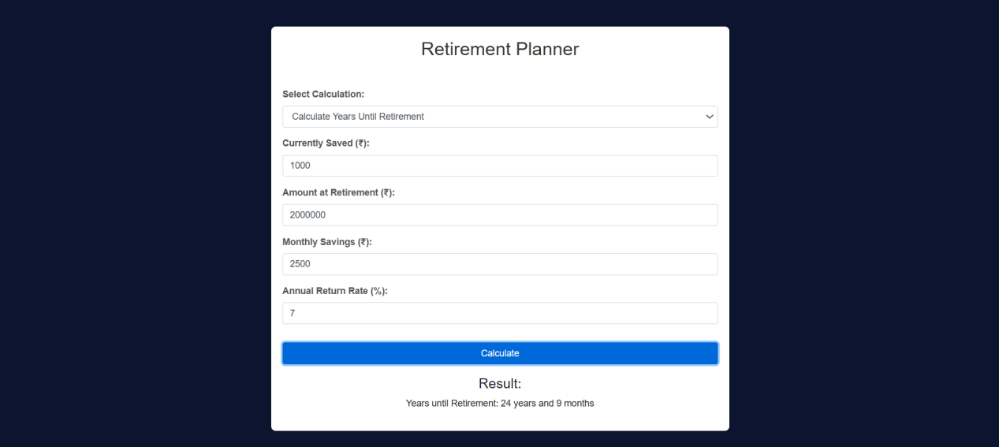 Retirement Planner
Select Calculation:
Calculate Years Until Retirement
Currently Saved (₹):
1000
Amount at Retirement (₹):
2000000
Monthly Savings (₹):
2500
Annual Return Rate (%):
7
Calculate
Result:
Years until Retirement: 24 years and 9 months